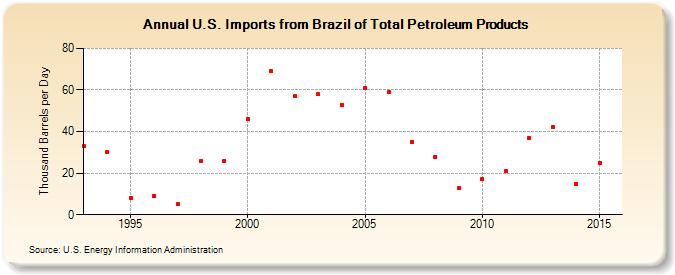 Annual U.S. Imports from Brazil of Total Petroleum Products
Thousand Barrels per Day
80
60
40
20
0
1995 2000 2005 2010 2015
Source: U.S. Energy Information Administration